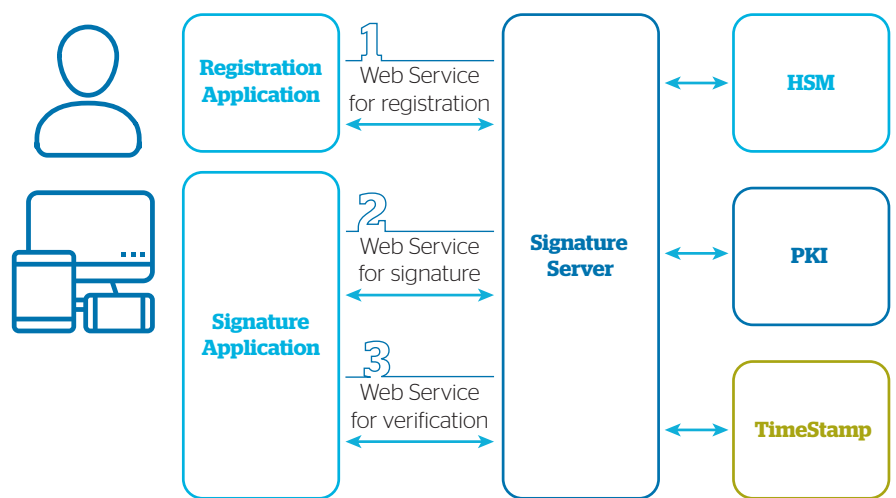 Registration
Application
1
Web Service
for registration
HSM
2
Web Service
for signature
Signature
Server
PKI
Signature
Application
3
Web Service
for verification
TimeStamp